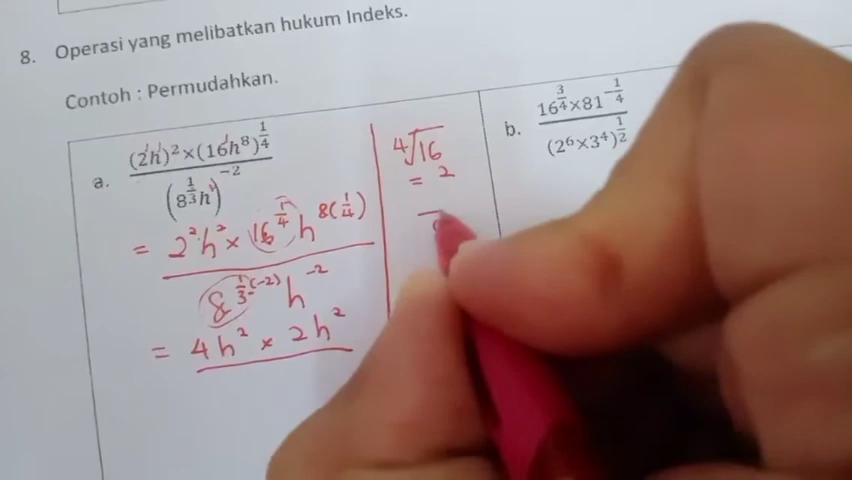 8. Operasi yang melibatkan hukum Indeks.
Contoh : Permudahkan.
a. (2h)² × (16h⁸)^(1/4) / (8^(1/3) h)^(-2)
= 2² h² × 16^(1/4) h^(8(1/4)) / 8^(1/3 · (-2)) h^(-2)
= 4h² × 2h²
⁴√16
= 2
b. 16^(3/4) × 81^(-1/4) / (2⁶ × 3⁴)^(1/2)